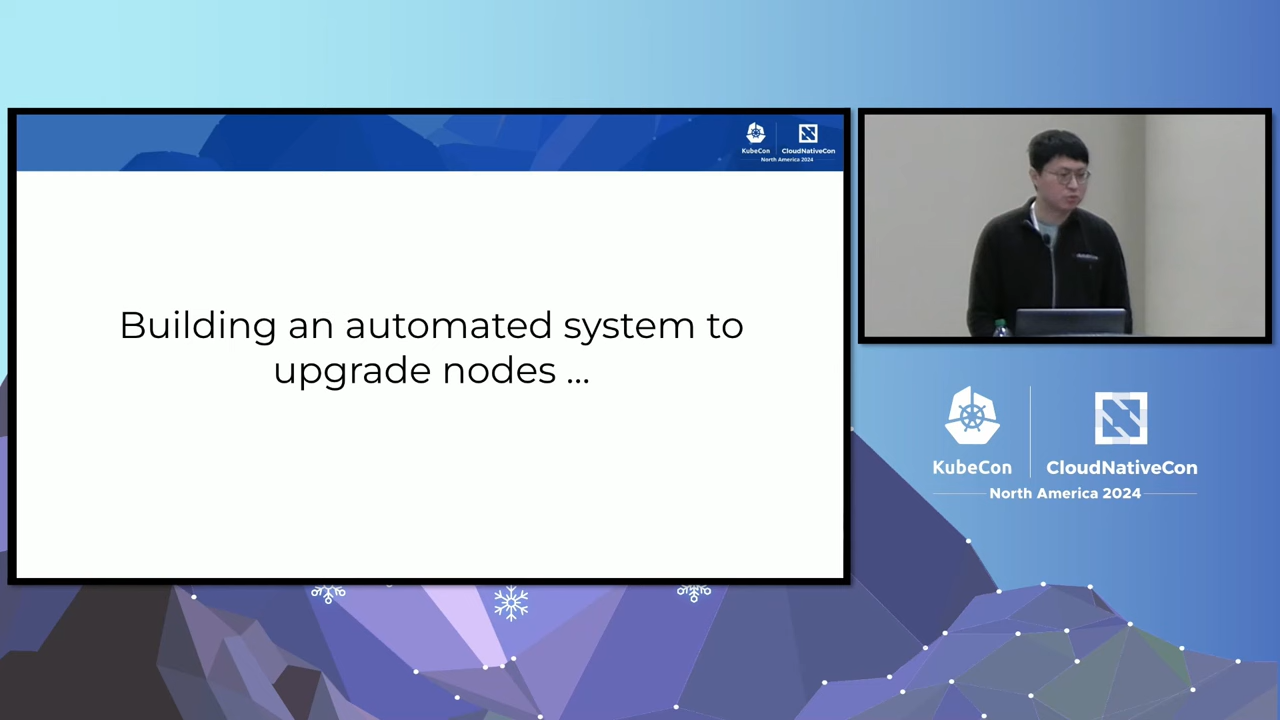 KubeCon
CloudNativeCon
North America 2024
Building an automated system to
upgrade nodes ...
KubeCon
CloudNativeCon
North America 2024